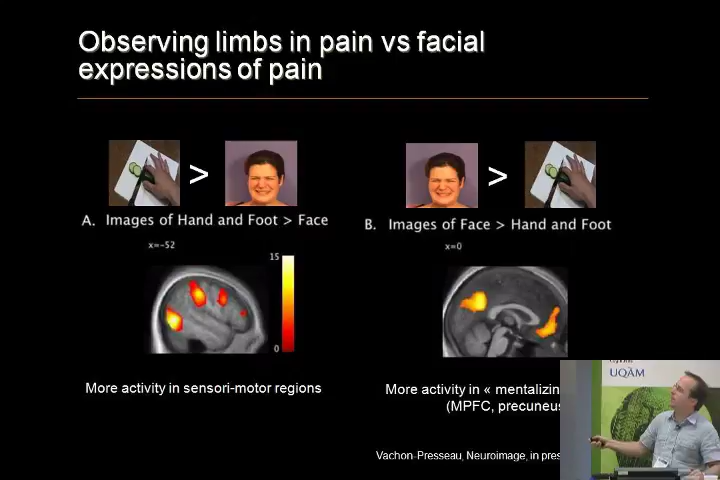 Observing limbs in pain vs facial
expressions of pain
>
>
A. Images of Hand and Foot > Face
B. Images of Face > Hand and Foot
x=-52
x=0
15
0
More activity in sensori-motor regions
More activity in « mentalizin
(MPFC, precuneus
Vachon-Presseau, Neuroimage, in pres
UQÀM